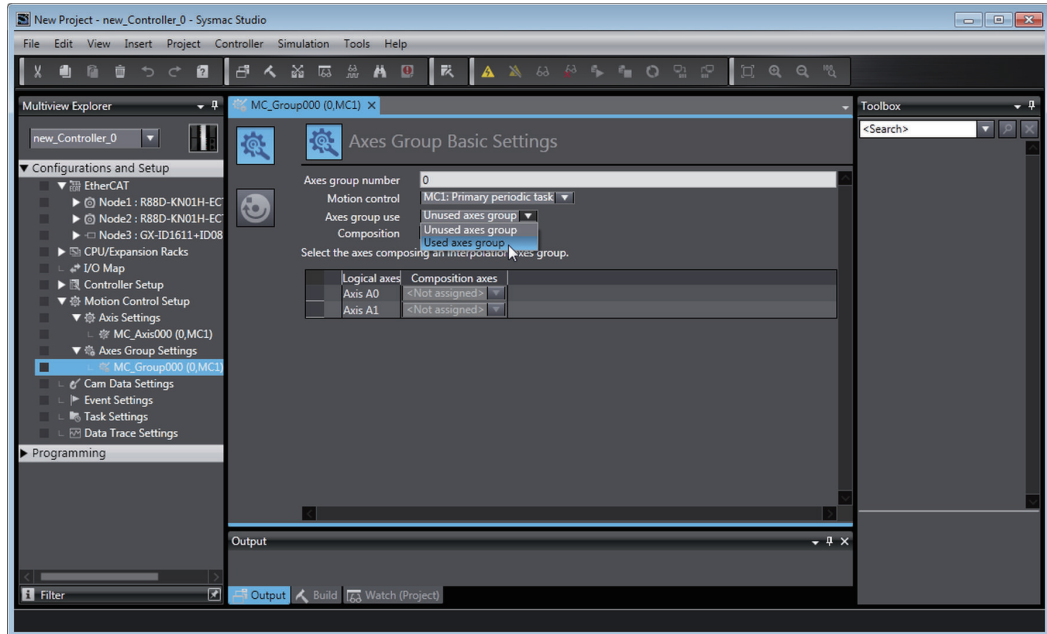 New Project - new_Controller_0 - Sysmac Studio
File Edit View Insert Project Controller Simulation Tools Help
Multiview Explorer
new_Controller_0
Configurations and Setup
EtherCAT
Node1 : R88D-KN01H-EC
Node2 : R88D-KN01H-EC
Node3 : GX-ID1611+ID08
CPU/Expansion Racks
I/O Map
Controller Setup
Motion Control Setup
Axis Settings
MC_Axis000 (0,MC1)
Axes Group Settings
MC_Group000 (0,MC1)
Cam Data Settings
Event Settings
Task Settings
Data Trace Settings
Programming
Filter
MC_Group000 (0,MC1)
Axes Group Basic Settings
Axes group number 0
Motion control MC1: Primary periodic task
Axes group use Unused axes group
Unused axes group
Used axes group
Composition
Select the axes composing an interpolation axes group.
Logical axes Composition axes
Axis A0 <Not assigned>
Axis A1 <Not assigned>
Output
Output Build Watch (Project)
Toolbox
<Search>